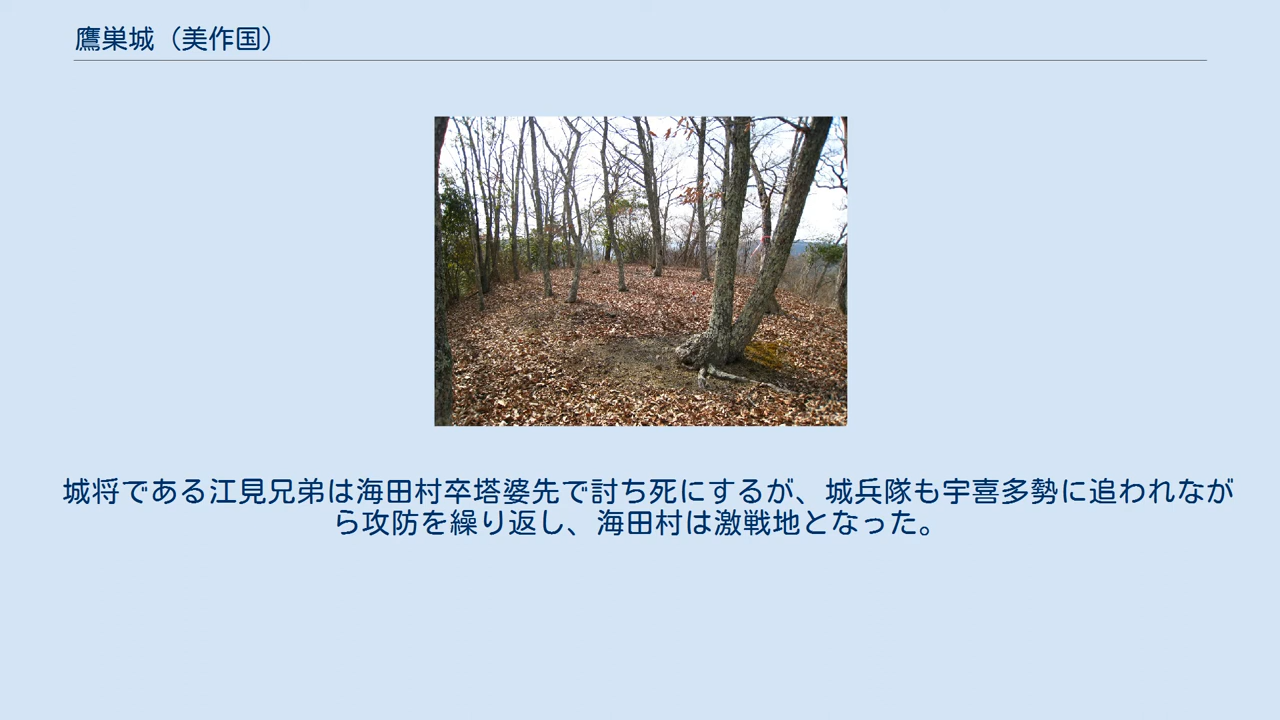 鷹巣城（美作国）
城将である江見兄弟は海田村卒塔婆先で討ち死にするが、城兵隊も宇喜多勢に追われなが
ら攻防を繰り返し、海田村は激戦地となった。